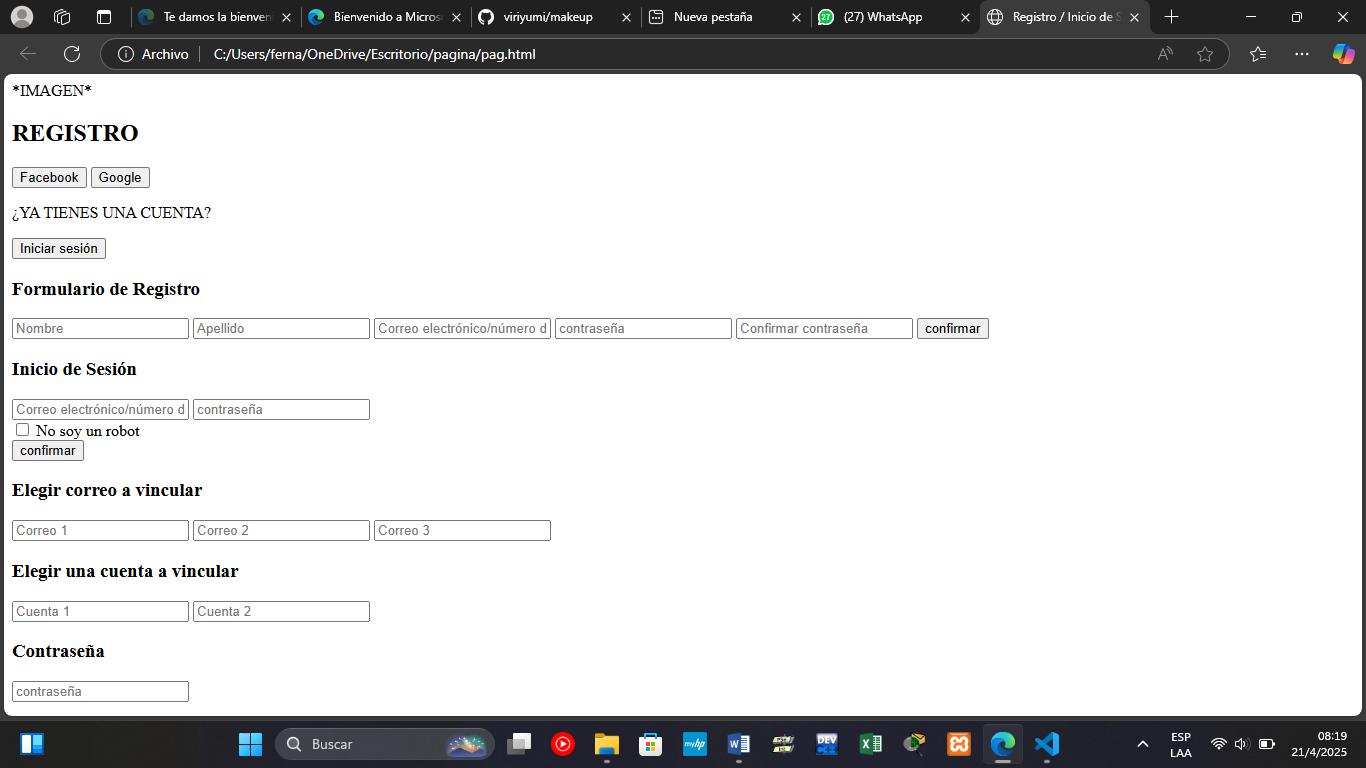 Te damos la bienven
Bienvenido a Micros
viriyumi/makeup
Nueva pestaña
27
(27) WhatsApp
Registro / Inicio de S
Archivo
C:/Users/ferna/OneDrive/Escritorio/pagina/pag.html
*IMAGEN*
REGISTRO
Facebook Google
¿YA TIENES UNA CUENTA?
Iniciar sesión
Formulario de Registro
Nombre Apellido Correo electrónico/número d contraseña Confirmar contraseña confirmar
Inicio de Sesión
Correo electrónico/número d contraseña
No soy un robot
confirmar
Elegir correo a vincular
Correo 1 Correo 2 Correo 3
Elegir una cuenta a vincular
Cuenta 1 Cuenta 2
Contraseña
contraseña
Buscar
myhp
DEV
ESP
LAA
08:19
21/4/2025